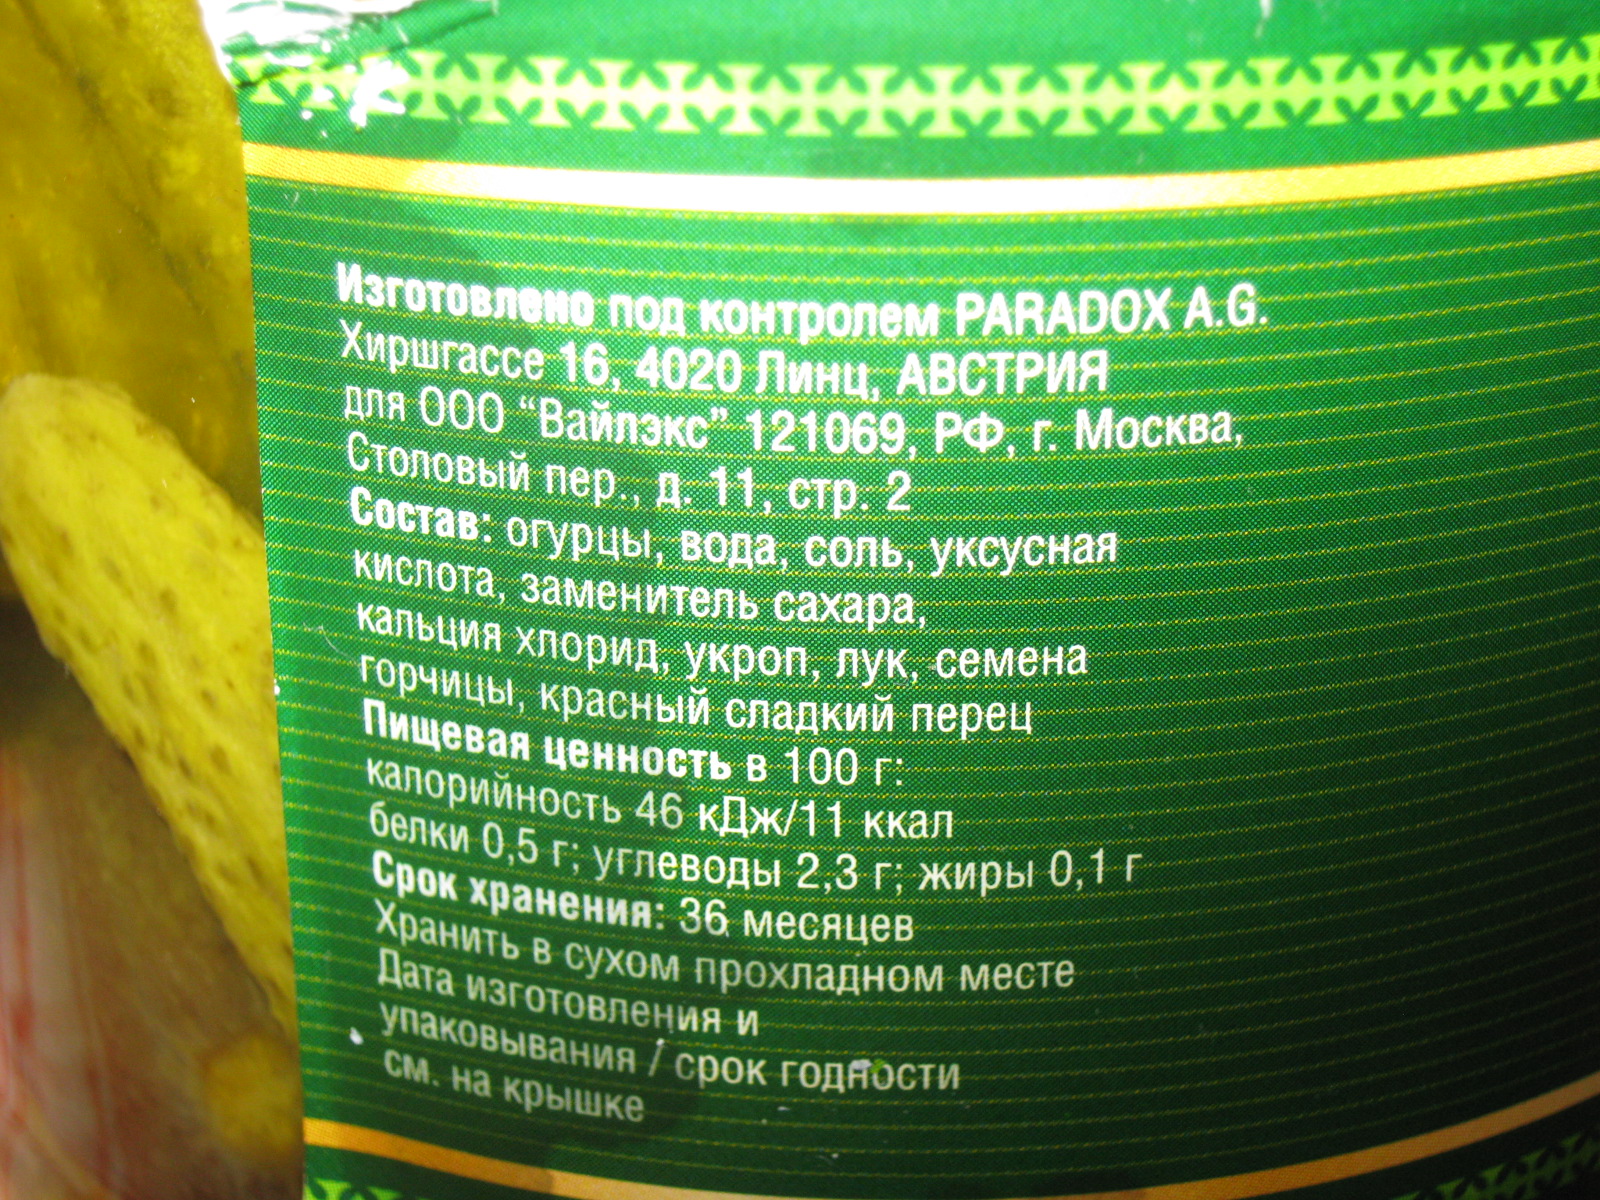 Изготовлено под контролем PARADOX A.G.
Хиршгассе 16, 4020 Линц, АВСТРИЯ
для ООО “Вайлэкс” 121069, РФ, г. Москва,
Столовый пер., д. 11, стр. 2
Состав: огурцы, вода, соль, уксусная
кислота, заменитель сахара,
кальция хлорид, укроп, лук, семена
горчицы, красный сладкий перец
Пищевая ценность в 100 г:
калорийность 46 кДж/11 ккал
белки 0,5 г; углеводы 2,3 г; жиры 0,1 г
Срок хранения: 36 месяцев
Хранить в сухом прохладном месте
Дата изготовления и
упаковывания / срок годности
см. на крышке